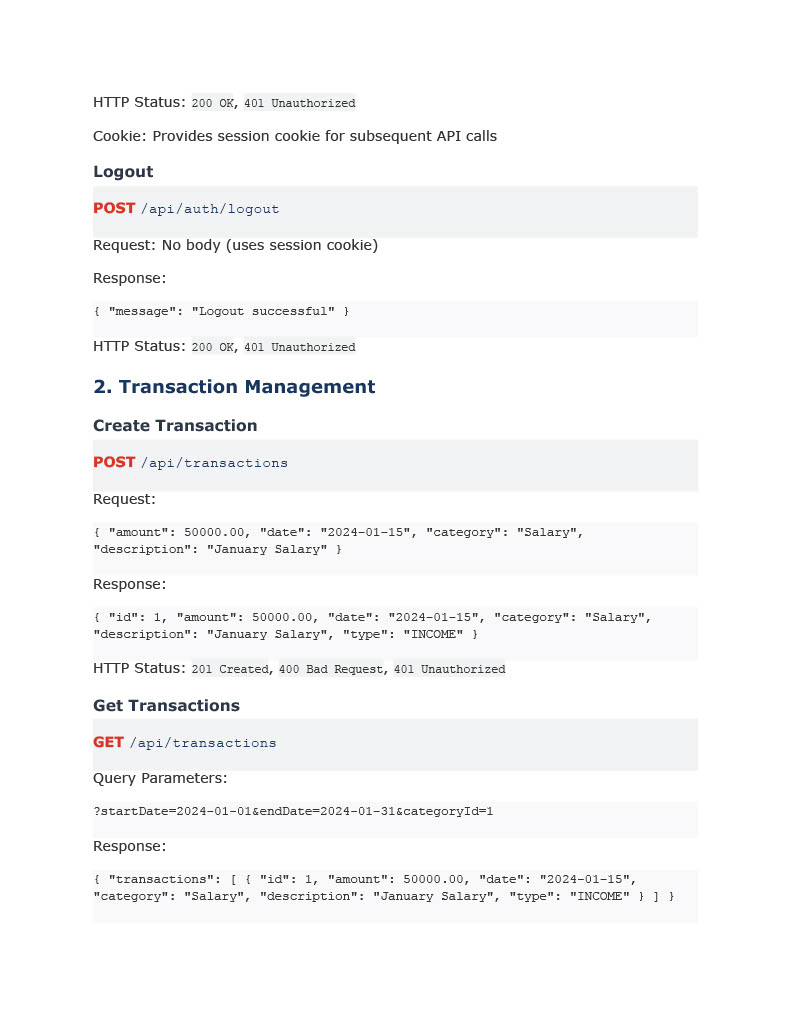 HTTP Status: 200 OK, 401 Unauthorized
Cookie: Provides session cookie for subsequent API calls
Logout
POST /api/auth/logout
Request: No body (uses session cookie)
Response:
{ "message": "Logout successful" }
HTTP Status: 200 OK, 401 Unauthorized
2. Transaction Management
Create Transaction
POST /api/transactions
Request:
{ "amount": 50000.00, "date": "2024-01-15", "category": "Salary",
"description": "January Salary" }
Response:
{ "id": 1, "amount": 50000.00, "date": "2024-01-15", "category": "Salary",
"description": "January Salary", "type": "INCOME" }
HTTP Status: 201 Created, 400 Bad Request, 401 Unauthorized
Get Transactions
GET /api/transactions
Query Parameters:
?startDate=2024-01-01&endDate=2024-01-31&categoryId=1
Response:
{ "transactions": [ { "id": 1, "amount": 50000.00, "date": "2024-01-15",
"category": "Salary", "description": "January Salary", "type": "INCOME" } ] }